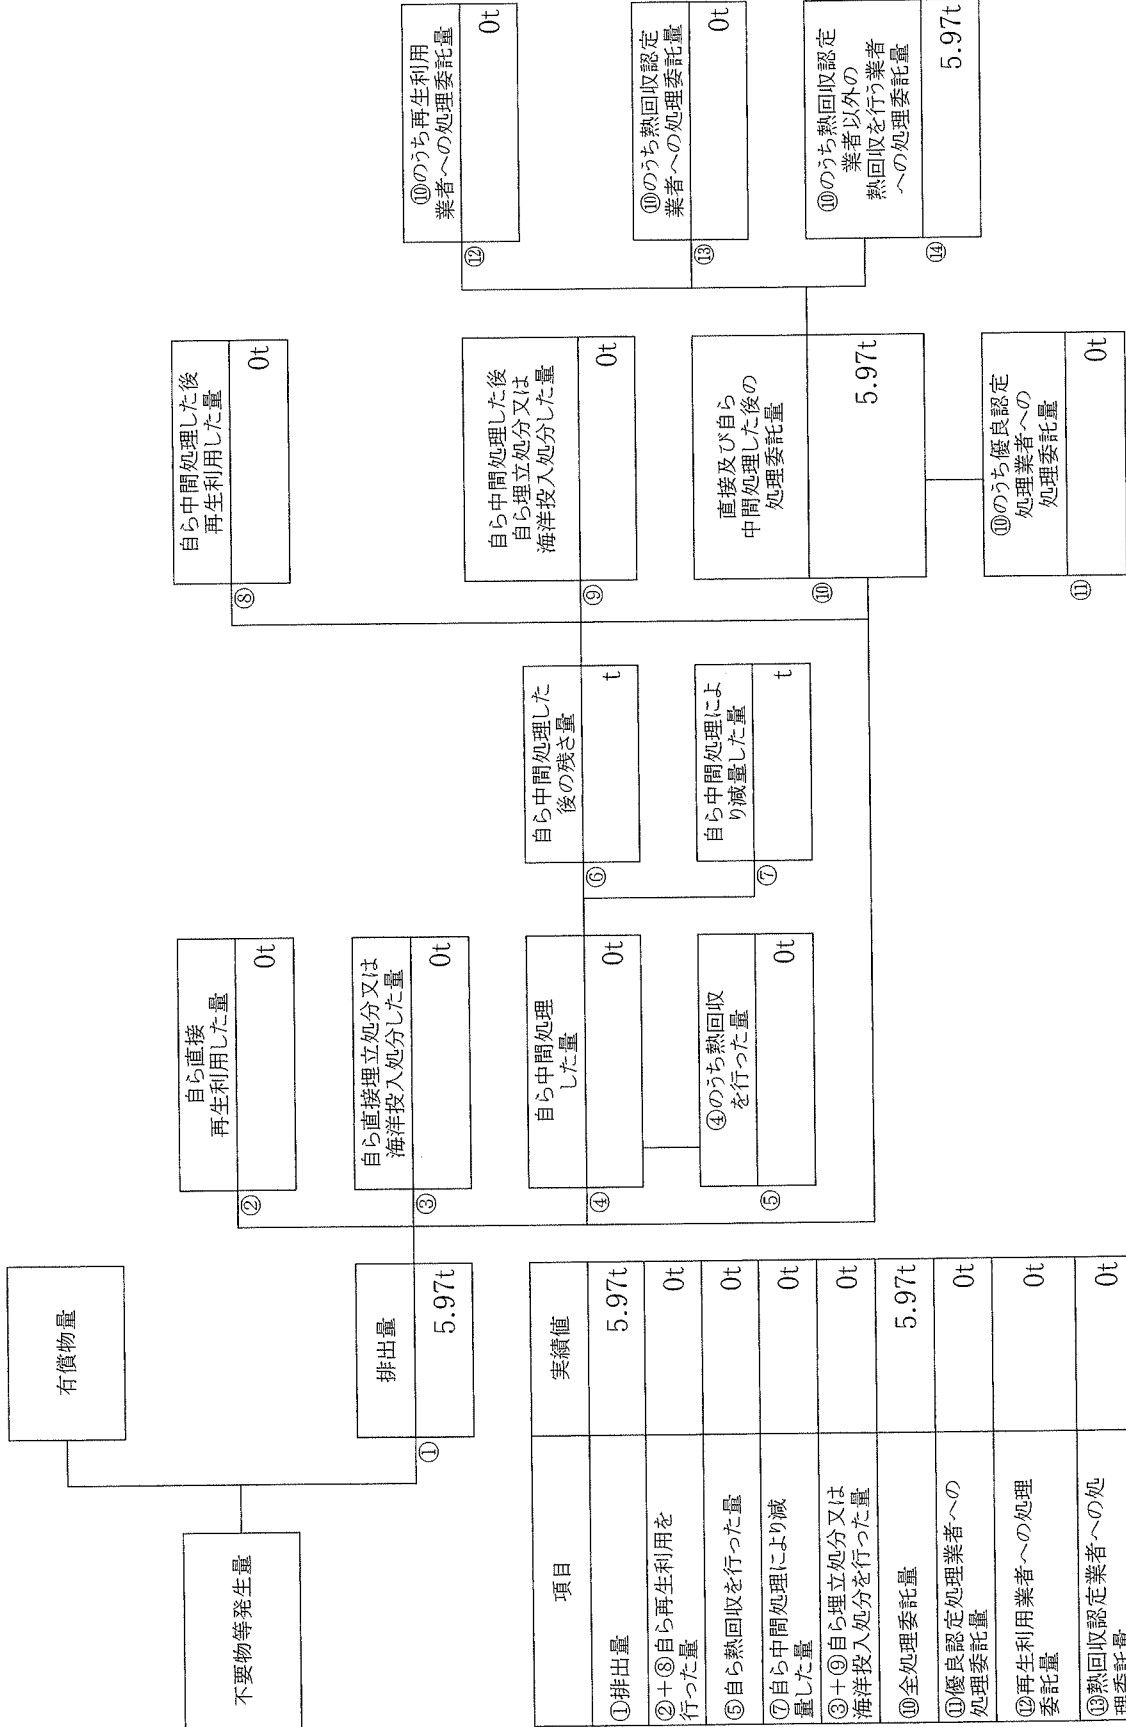 不要物等発生量
有償物量
排出量
①
5.97t
自ら直接
再生利用した量
②
0t
自ら直接埋立処分又は
海洋投入処分した量
③
0t
自ら中間処理
した量
④
0t
④のうち熱回収
を行った量
⑤
0t
自ら中間処理した
後の残さ量
⑥
t
自ら中間処理によ
り減量した量
⑦
t
自ら中間処理した後
再生利用した量
⑧
0t
自ら中間処理した後
自ら埋立処分又は
海洋投入処分した量
⑨
0t
直接及び自ら
中間処理した後の
処理委託量
⑩
5.97t
⑩のうち優良認定
処理業者への
処理委託量
⑪
0t
⑩のうち再生利用
業者への処理委託量
⑫
0t
⑩のうち熱回収認定
業者への処理委託量
⑬
0t
⑩のうち熱回収認定
業者以外の
熱回収を行う業者
への処理委託量
⑭
5.97t
項目 実績値
①排出量 5.97t
②+⑧自ら再生利用を
行った量 0t
⑤自ら熱回収を行った量 0t
⑦自ら中間処理により減
量した量 0t
③+⑨自ら埋立処分又は
海洋投入処分を行った量 0t
⑩全処理委託量 5.97t
⑪優良認定処理業者への
処理委託量 0t
⑫再生利用業者への処理
委託量 0t
⑬熱回収認定業者への処
理委託量 0t